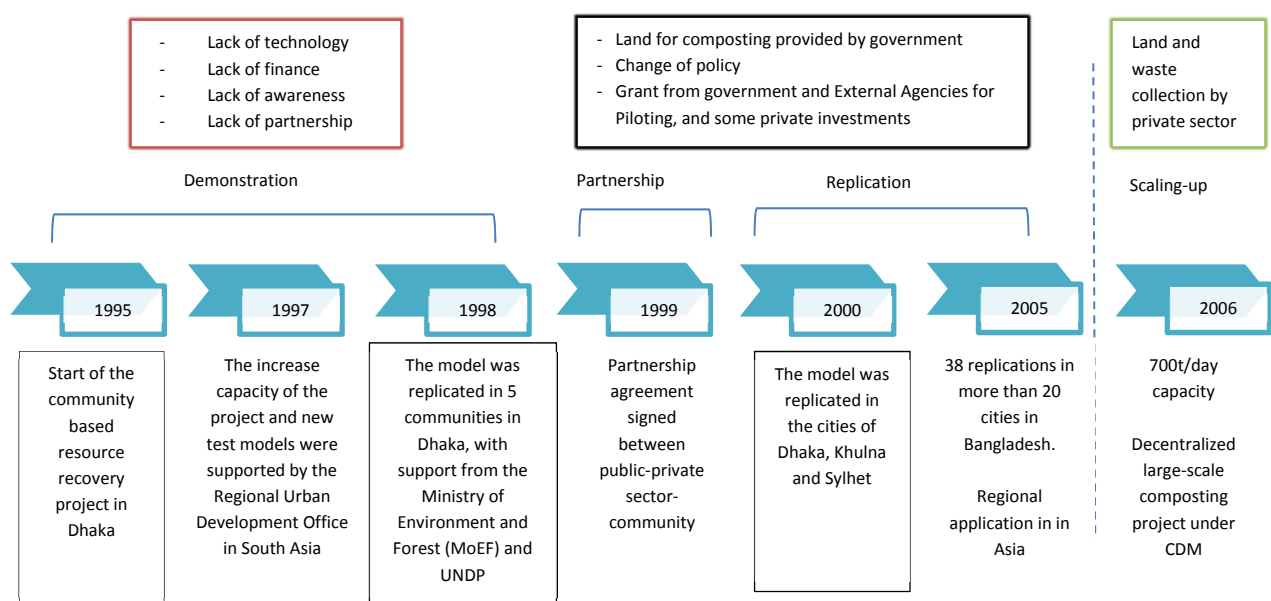 - Lack of technology
- Lack of finance
- Lack of awareness
- Lack of partnership
- Land for composting provided by government
- Change of policy
- Grant from government and External Agencies for
Piloting, and some private investments
Land and
waste
collection by
private sector
Demonstration
Partnership
Replication
Scaling-up
1995
1997
1998
1999
2000
2005
2006
Start of the
community
based
resource
recovery
project in
Dhaka
The increase
capacity of the
project and new
test models were
supported by the
Regional Urban
Development Office
in South Asia
The model was
replicated in 5
communities in
Dhaka, with
support from the
Ministry of
Environment and
Forest (MoEF) and
UNDP
Partnership
agreement
signed
between
public-private
sector-
community
The model was
replicated in
the cities of
Dhaka, Khulna
and Sylhet
38 replications in
more than 20
cities in
Bangladesh.
Regional
application in in
Asia
700t/day
capacity
Decentralized
large-scale
composting
project under
CDM